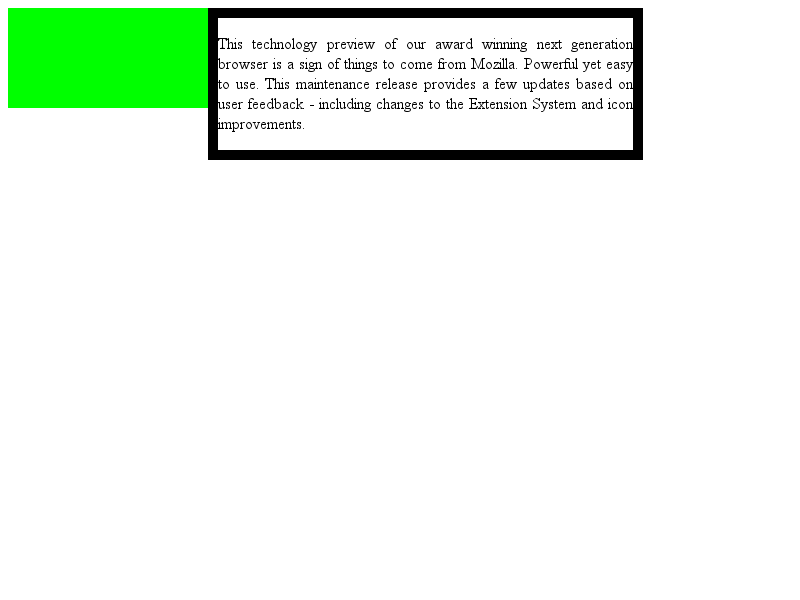 This technology preview of our award winning next generation
browser is a sign of things to come from Mozilla. Powerful yet easy
to use. This maintenance release provides a few updates based on
user feedback - including changes to the Extension System and icon
improvements.